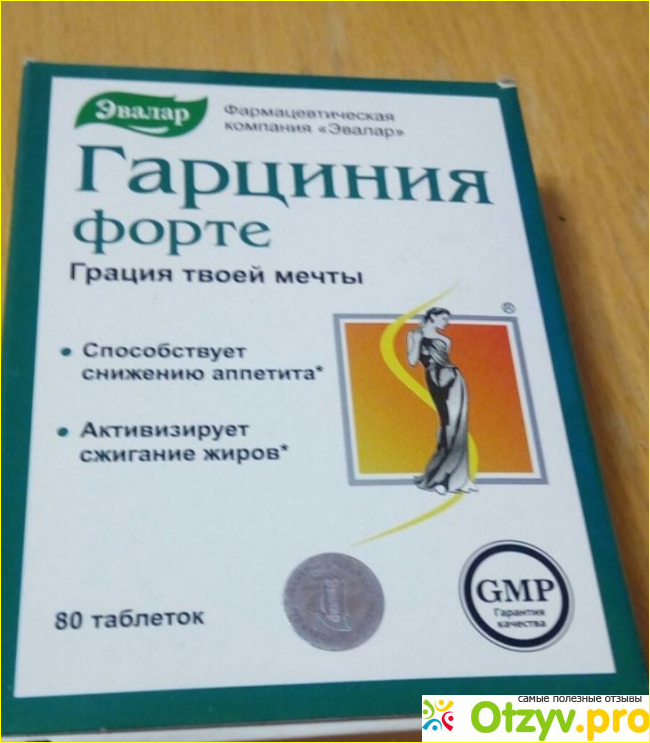 Эвалар
Фармацевтическая
компания «Эвалар»
Гарциния
форте
Грация твоей мечты
®
• Способствует
снижению аппетита*
• Активизирует
сжигание жиров*
80 таблеток
GMP
Гарантия
качества
самые полезные отзывы
Otzyv.pro